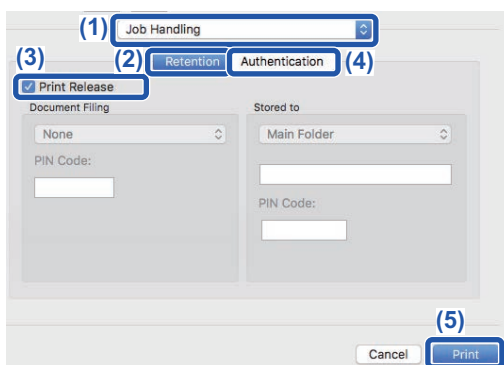 (1) Job Handling
(3) (2) Retention Authentication (4)
Print Release
Document Filing Stored to
None Main Folder
PIN Code:
PIN Code:
(5)
Cancel Print